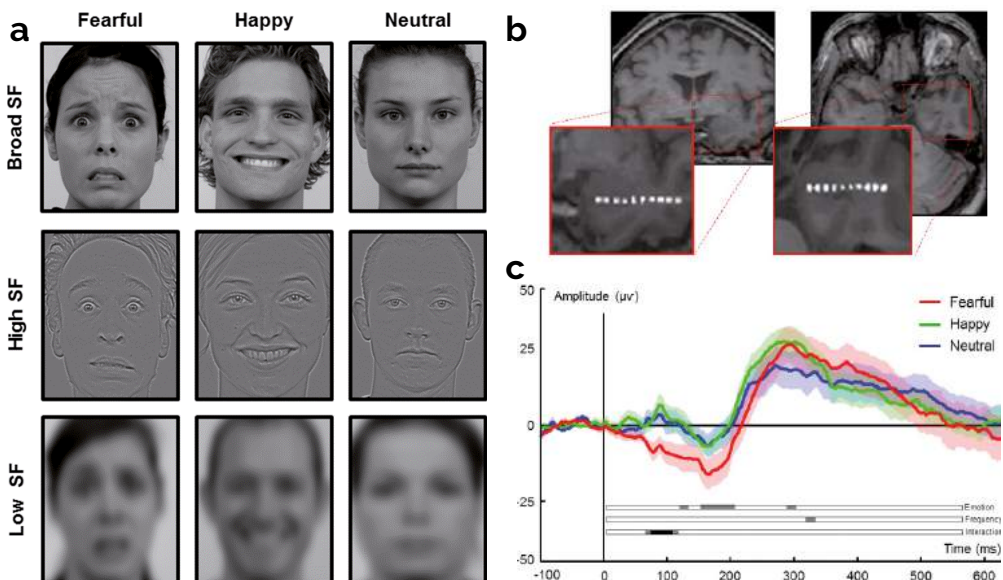 a
Fearful
Happy
Neutral
Broad SF
High SF
Low SF
b
c
50
Amplitude (μv)
Fearful
Happy
Neutral
25
0
-25
Emotion
Frequency
Interaction
Time (ms)
-50
-100
0
100
200
300
400
500
600